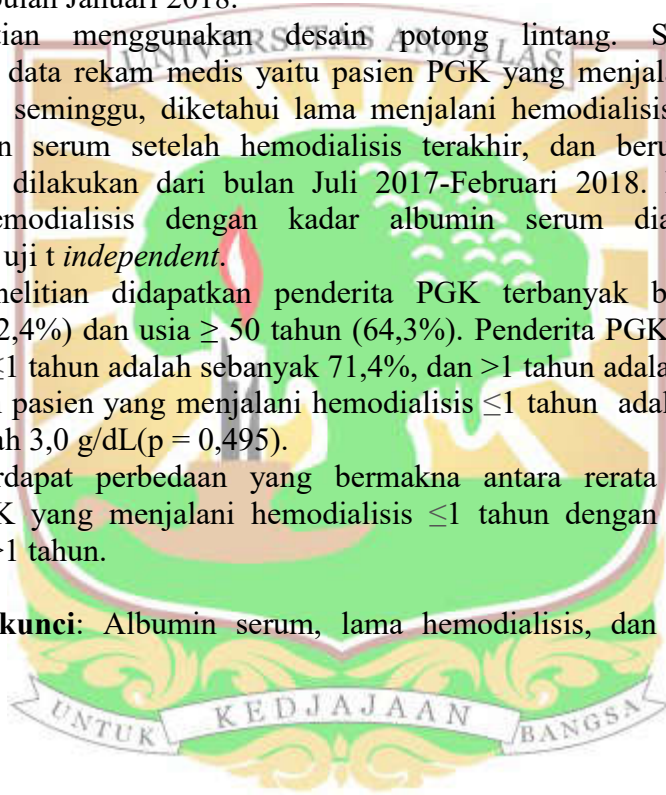 bulan Januari 2018.
tian menggunakan desain potong lintang. S
data rekam medis yaitu pasien PGK yang menjala
seminggu, diketahui lama menjalani hemodialisis
n serum setelah hemodialisis terakhir, dan beru
dilakukan dari bulan Juli 2017-Februari 2018.
emodialisis dengan kadar albumin serum dia
uji t independent.
nelitian didapatkan penderita PGK terbanyak b
2,4%) dan usia ≥ 50 tahun (64,3%). Penderita PGK
≤1 tahun adalah sebanyak 71,4%, dan >1 tahun adala
pasien yang menjalani hemodialisis ≤1 tahun adal
ah 3,0 g/dL(p = 0,495).
rdapat perbedaan yang bermakna antara rerata
K yang menjalani hemodialisis ≤1 tahun dengan
>1 tahun.
kunci: Albumin serum, lama hemodialisis, dan
UNIVERSITAS ANDALAS
UNTUK KEDJAJAAN BANGSA